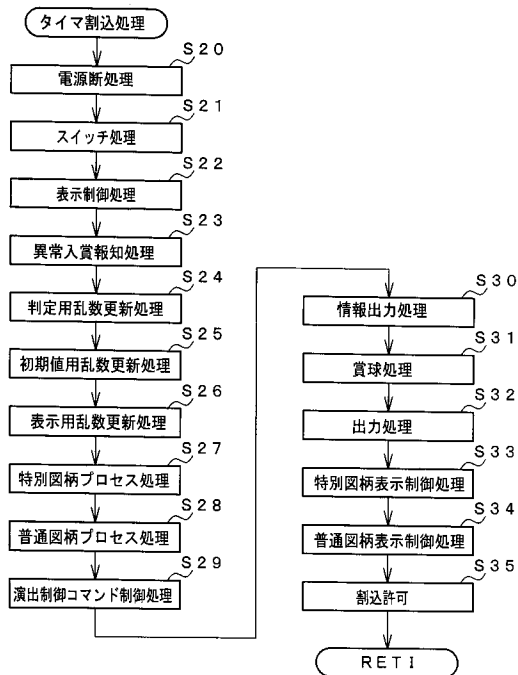 タイマ割込処理
S20
電源断処理
S21
スイッチ処理
S22
表示制御処理
S23
異常入賞報知処理
S24
判定用乱数更新処理
S25
初期値用乱数更新処理
S26
表示用乱数更新処理
S27
特別図柄プロセス処理
S28
普通図柄プロセス処理
S29
演出制御コマンド制御処理
S30
情報出力処理
S31
賞球処理
S32
出力処理
S33
特別図柄表示制御処理
S34
普通図柄表示制御処理
S35
割込許可
RETI